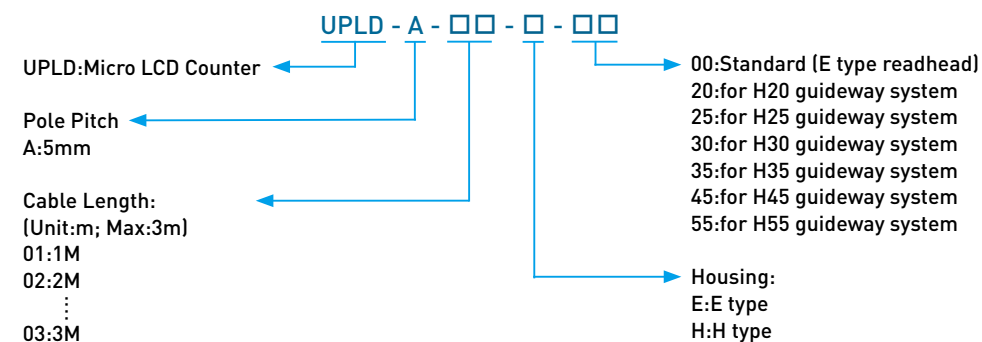 UPLD - A - □□ - □ - □□
UPLD:Micro LCD Counter
Pole Pitch
A:5mm
Cable Length:
(Unit:m; Max:3m)
01:1M
02:2M
⋮
03:3M
00:Standard (E type readhead)
20:for H20 guideway system
25:for H25 guideway system
30:for H30 guideway system
35:for H35 guideway system
45:for H45 guideway system
55:for H55 guideway system
Housing:
E:E type
H:H type